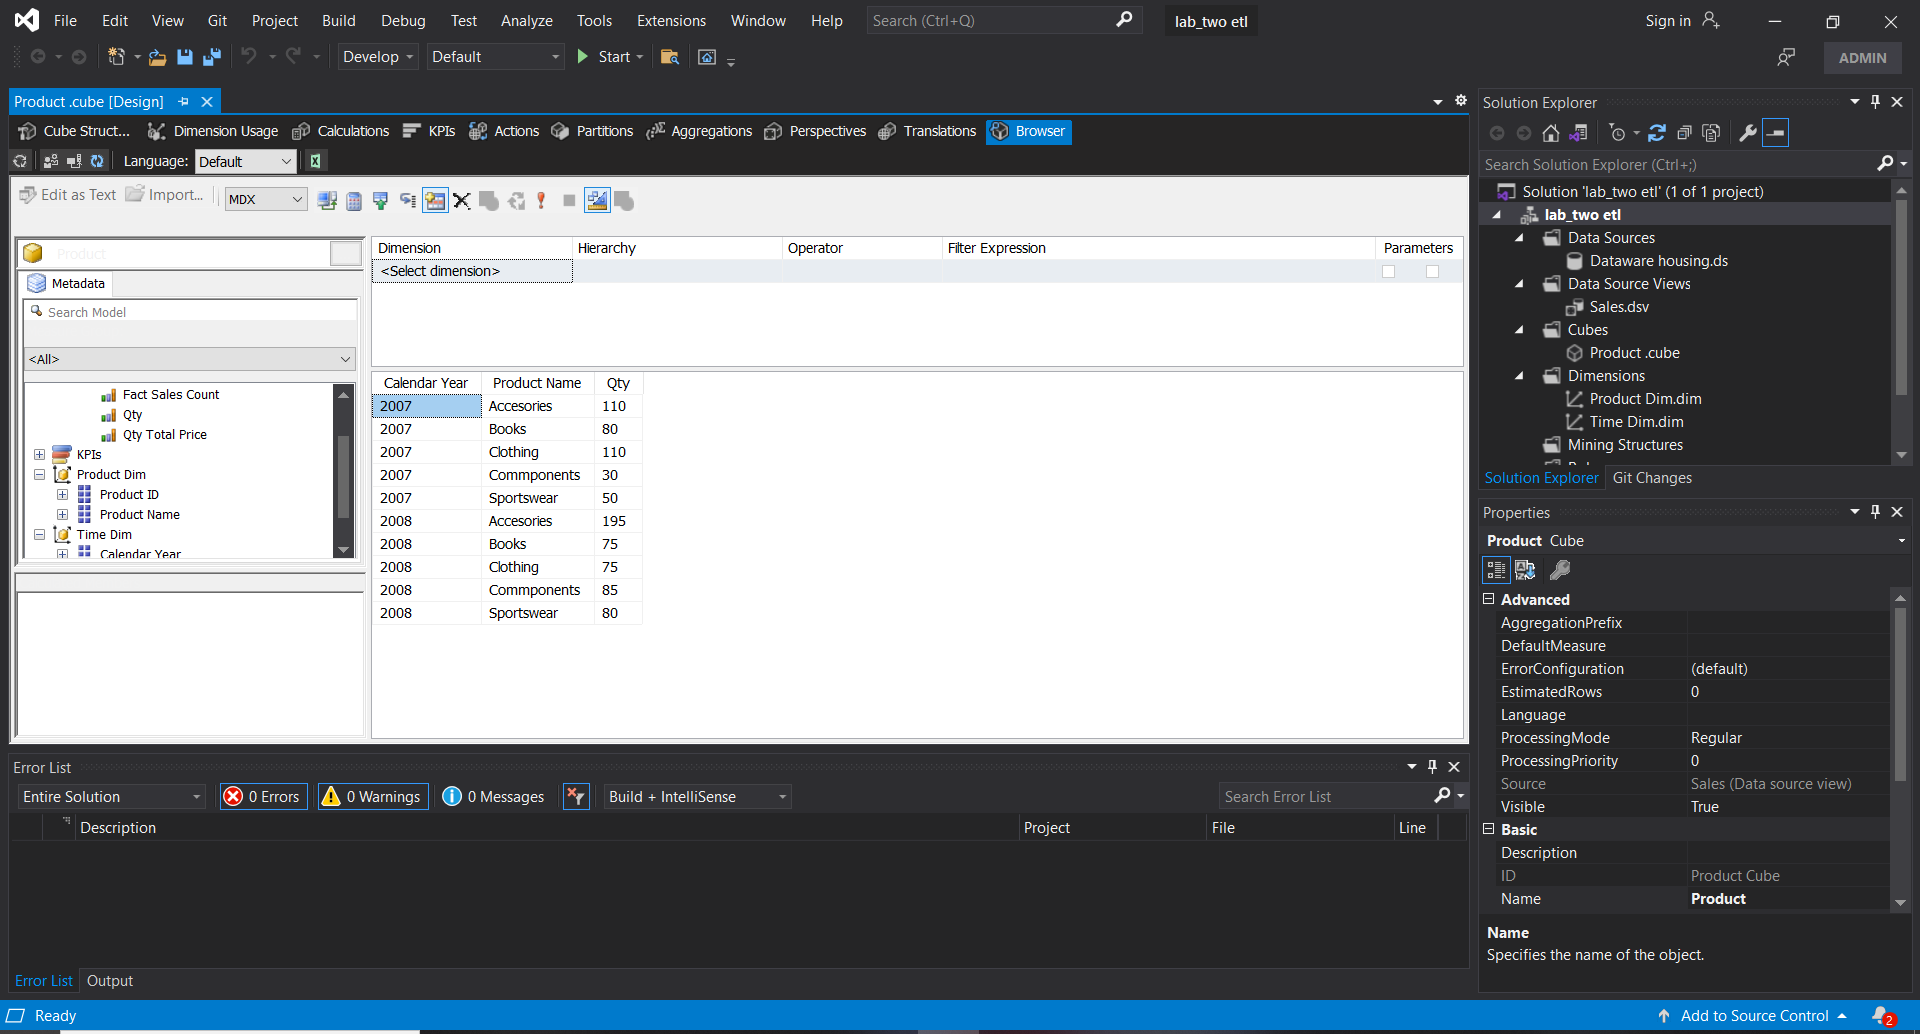 File Edit View Git Project Build Debug Test Analyze Tools Extensions Window Help Search (Ctrl+Q) lab_two etl Sign in
Develop Default Start ADMIN
Product .cube [Design]
Cube Struct... Dimension Usage Calculations KPIs Actions Partitions Aggregations Perspectives Translations Browser
Language: Default
Edit as Text Import... MDX
Product
Metadata
Search Model
<All>
Fact Sales Count
Qty
Qty Total Price
KPIs
Product Dim
Product ID
Product Name
Time Dim
Calendar Year
Dimension Hierarchy Operator Filter Expression Parameters
<Select dimension>
Calendar Year Product Name Qty
2007 Accesories 110
2007 Books 80
2007 Clothing 110
2007 Commponents 30
2007 Sportswear 50
2008 Accesories 195
2008 Books 75
2008 Clothing 75
2008 Commponents 85
2008 Sportswear 80
Error List
Entire Solution 0 Errors 0 Warnings 0 Messages Build + IntelliSense Search Error List
Description Project File Line
Error List Output
Solution Explorer
Search Solution Explorer (Ctrl+;)
Solution 'lab_two etl' (1 of 1 project)
lab_two etl
Data Sources
Dataware housing.ds
Data Source Views
Sales.dsv
Cubes
Product .cube
Dimensions
Product Dim.dim
Time Dim.dim
Mining Structures
Solution Explorer Git Changes
Properties
Product Cube
Advanced
AggregationPrefix
DefaultMeasure
ErrorConfiguration (default)
EstimatedRows 0
Language
ProcessingMode Regular
ProcessingPriority 0
Source Sales (Data source view)
Visible True
Basic
Description
ID Product Cube
Name Product
Name
Specifies the name of the object.
Ready Add to Source Control 2